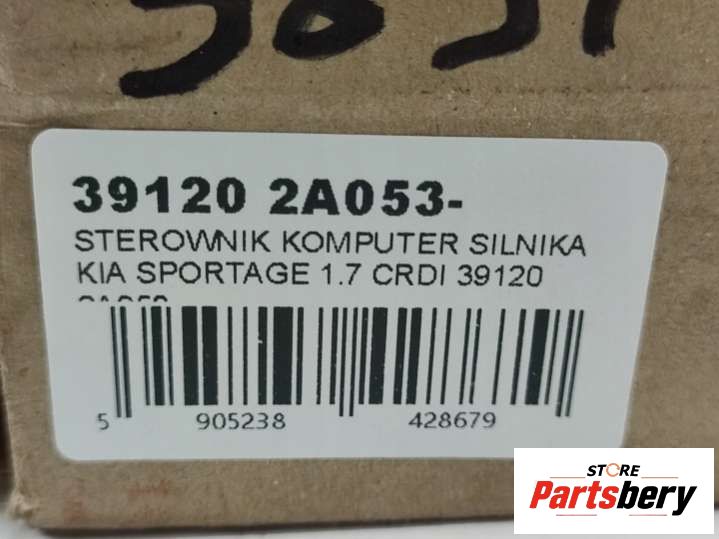 39120 2A053-
STEROWNIK KOMPUTER SILNIKA
KIA SPORTAGE 1.7 CRDI 39120
5 905238 428679
STORE
Partsbery